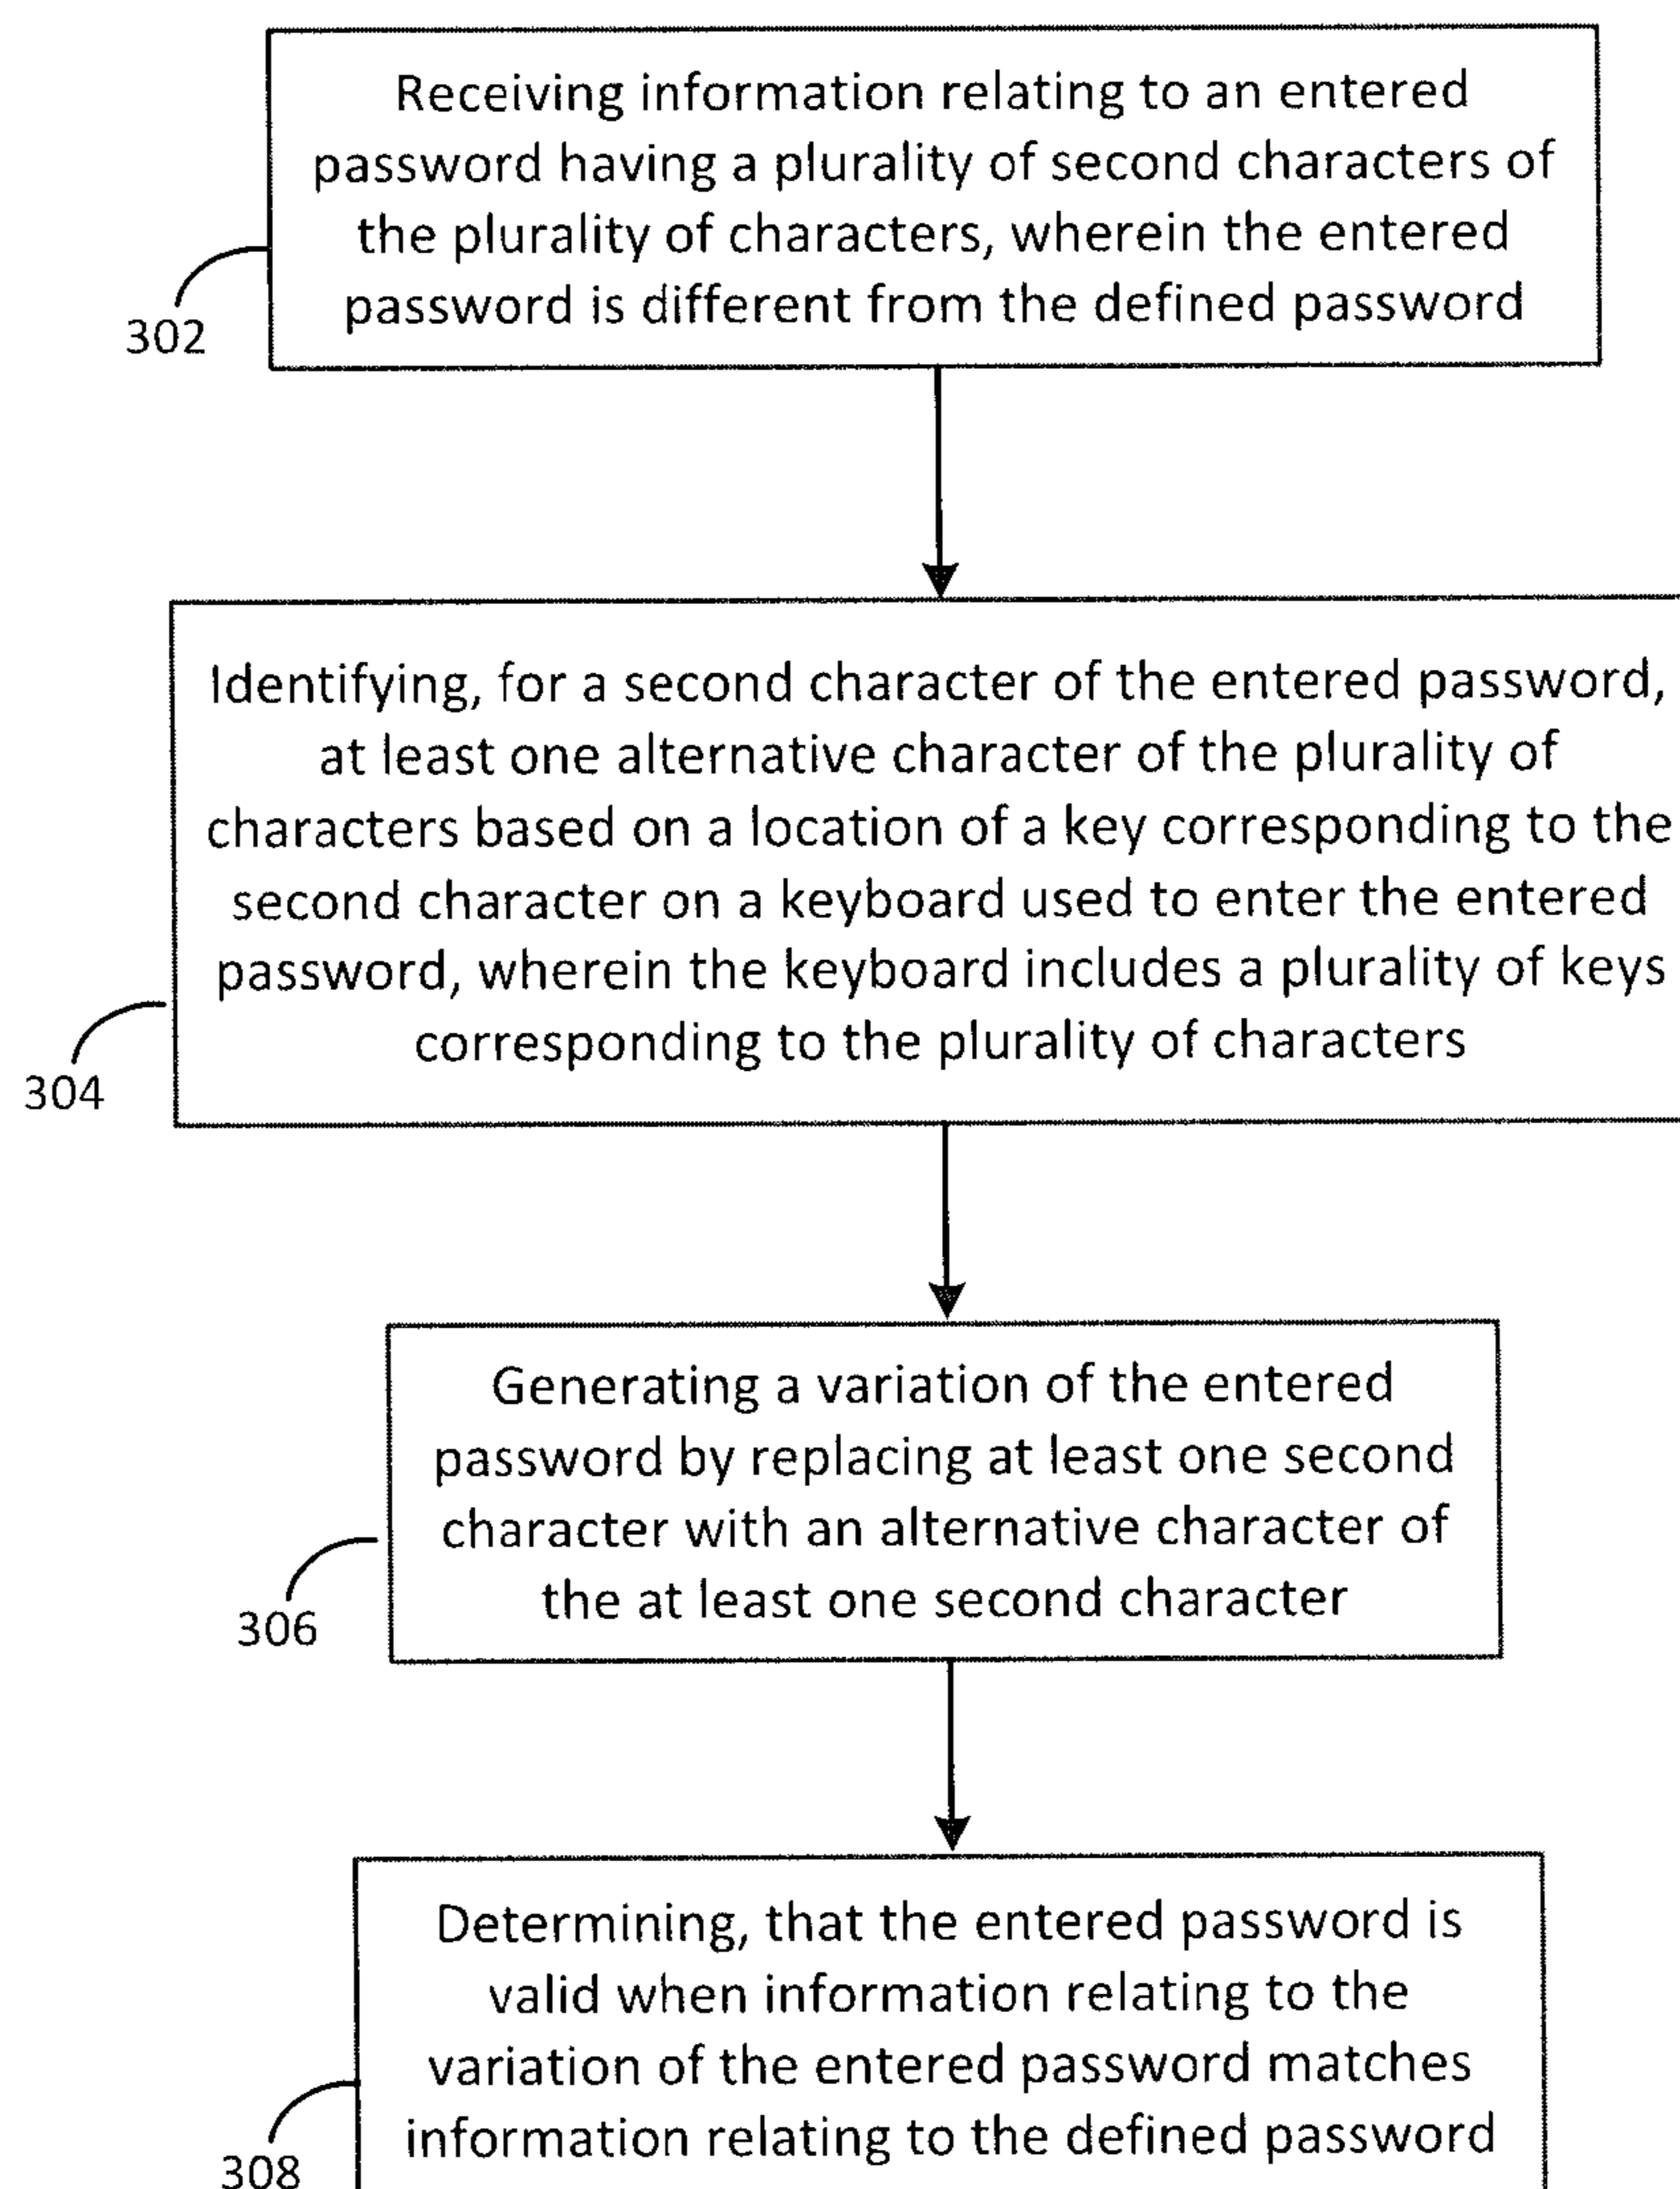 Receiving information relating to an entered
password having a plurality of second characters of
the plurality of characters, wherein the entered
password is different from the defined password
302
Identifying, for a second character of the entered password,
at least one alternative character of the plurality of
characters based on a location of a key corresponding to the
second character on a keyboard used to enter the entered
password, wherein the keyboard includes a plurality of keys
corresponding to the plurality of characters
304
Generating a variation of the entered
password by replacing at least one second
character with an alternative character of
the at least one second character
306
Determining, that the entered password is
valid when information relating to the
variation of the entered password matches
information relating to the defined password
308